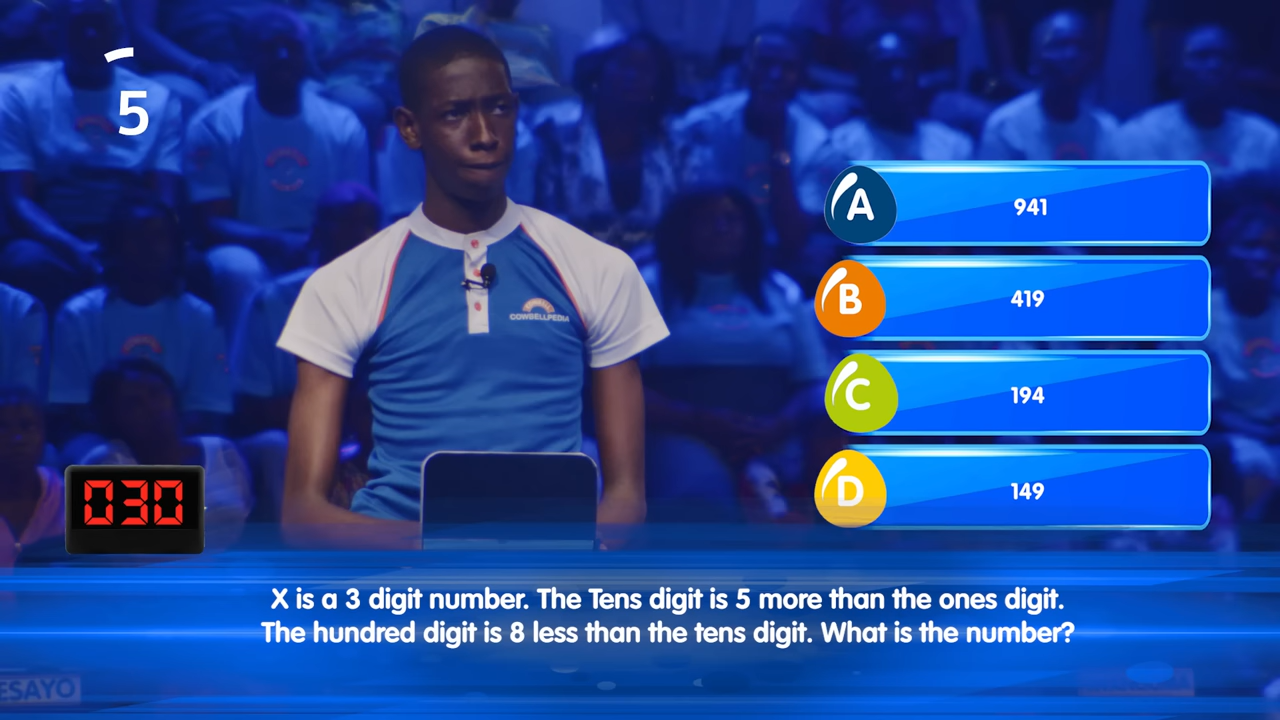 5
A 941
B 419
COWBELLPEDIA
C 194
D 149
030
X is a 3 digit number. The Tens digit is 5 more than the ones digit.
The hundred digit is 8 less than the tens digit. What is the number?
ESAYO